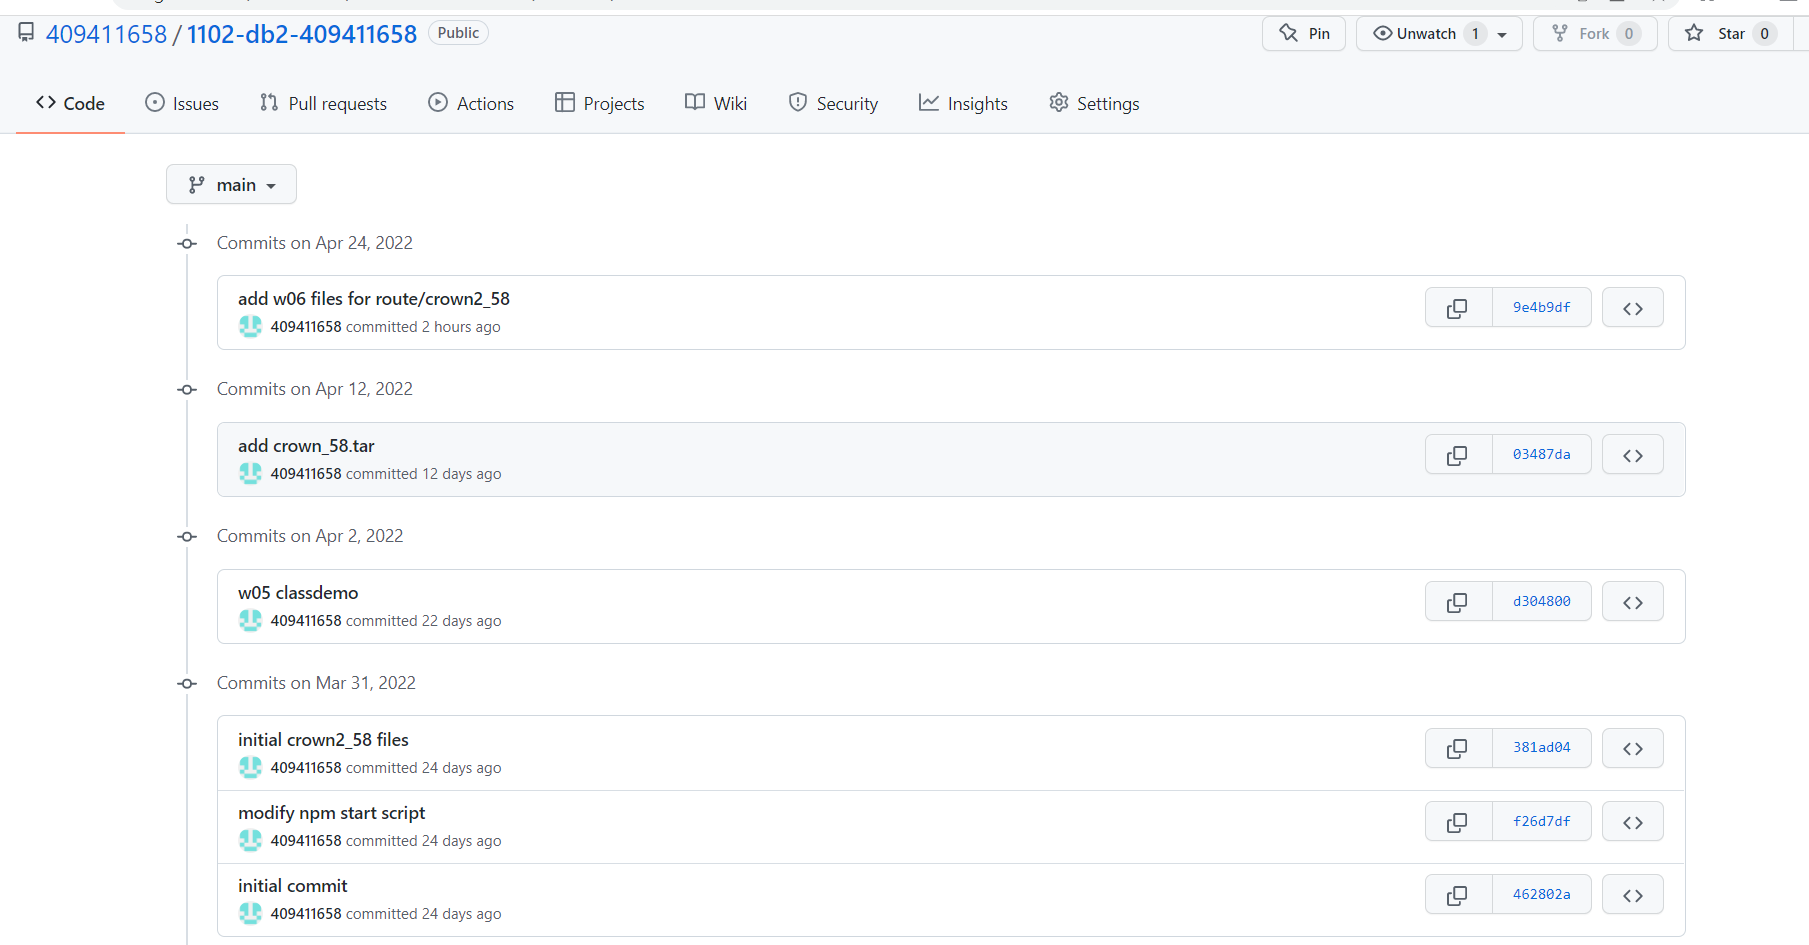 409411658 / 1102-db2-409411658 Public Pin Unwatch 1 Fork 0 Star 0
Code Issues Pull requests Actions Projects Wiki Security Insights Settings
main
Commits on Apr 24, 2022
add w06 files for route/crown2_58
409411658 committed 2 hours ago
9e4b9df
Commits on Apr 12, 2022
add crown_58.tar
409411658 committed 12 days ago
03487da
Commits on Apr 2, 2022
w05 classdemo
409411658 committed 22 days ago
d304800
Commits on Mar 31, 2022
initial crown2_58 files
409411658 committed 24 days ago
381ad04
modify npm start script
409411658 committed 24 days ago
f26d7df
initial commit
409411658 committed 24 days ago
462802a